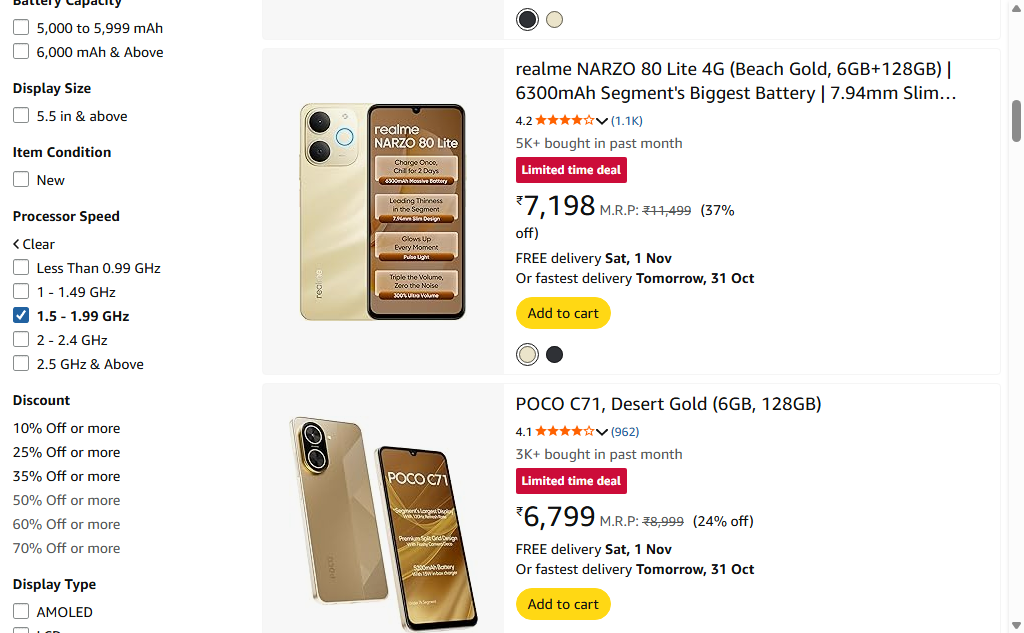 Battery Capacity
5,000 to 5,999 mAh
6,000 mAh & Above
Display Size
5.5 in & above
Item Condition
New
Processor Speed
< Clear
Less Than 0.99 GHz
1 - 1.49 GHz
1.5 - 1.99 GHz
2 - 2.4 GHz
2.5 GHz & Above
Discount
10% Off or more
25% Off or more
35% Off or more
50% Off or more
60% Off or more
70% Off or more
Display Type
AMOLED
LCD
realme
NARZO 80 Lite
Charge Once,
Chill for 2 Days
6300mAh Massive Battery
Leading Thinness
in the Segment
7.94mm Slim Design
Glows Up
Every Moment
Pulse Light
Triple the Volume,
Zero the Noise
300% Ultra Volume
realme
realme NARZO 80 Lite 4G (Beach Gold, 6GB+128GB) |
6300mAh Segment's Biggest Battery | 7.94mm Slim…
4.2 (1.1K)
5K+ bought in past month
Limited time deal
₹7,198 M.R.P: ₹11,499 (37%
off)
FREE delivery Sat, 1 Nov
Or fastest delivery Tomorrow, 31 Oct
Add to cart
POCO C71
Segment's Largest Display
With 120Hz Refresh Rate
Premium Split Grid Design
5200mAh Battery
With 15W in box charger
POCO
POCO C71, Desert Gold (6GB, 128GB)
4.1 (962)
3K+ bought in past month
Limited time deal
₹6,799 M.R.P: ₹8,999 (24% off)
FREE delivery Sat, 1 Nov
Or fastest delivery Tomorrow, 31 Oct
Add to cart